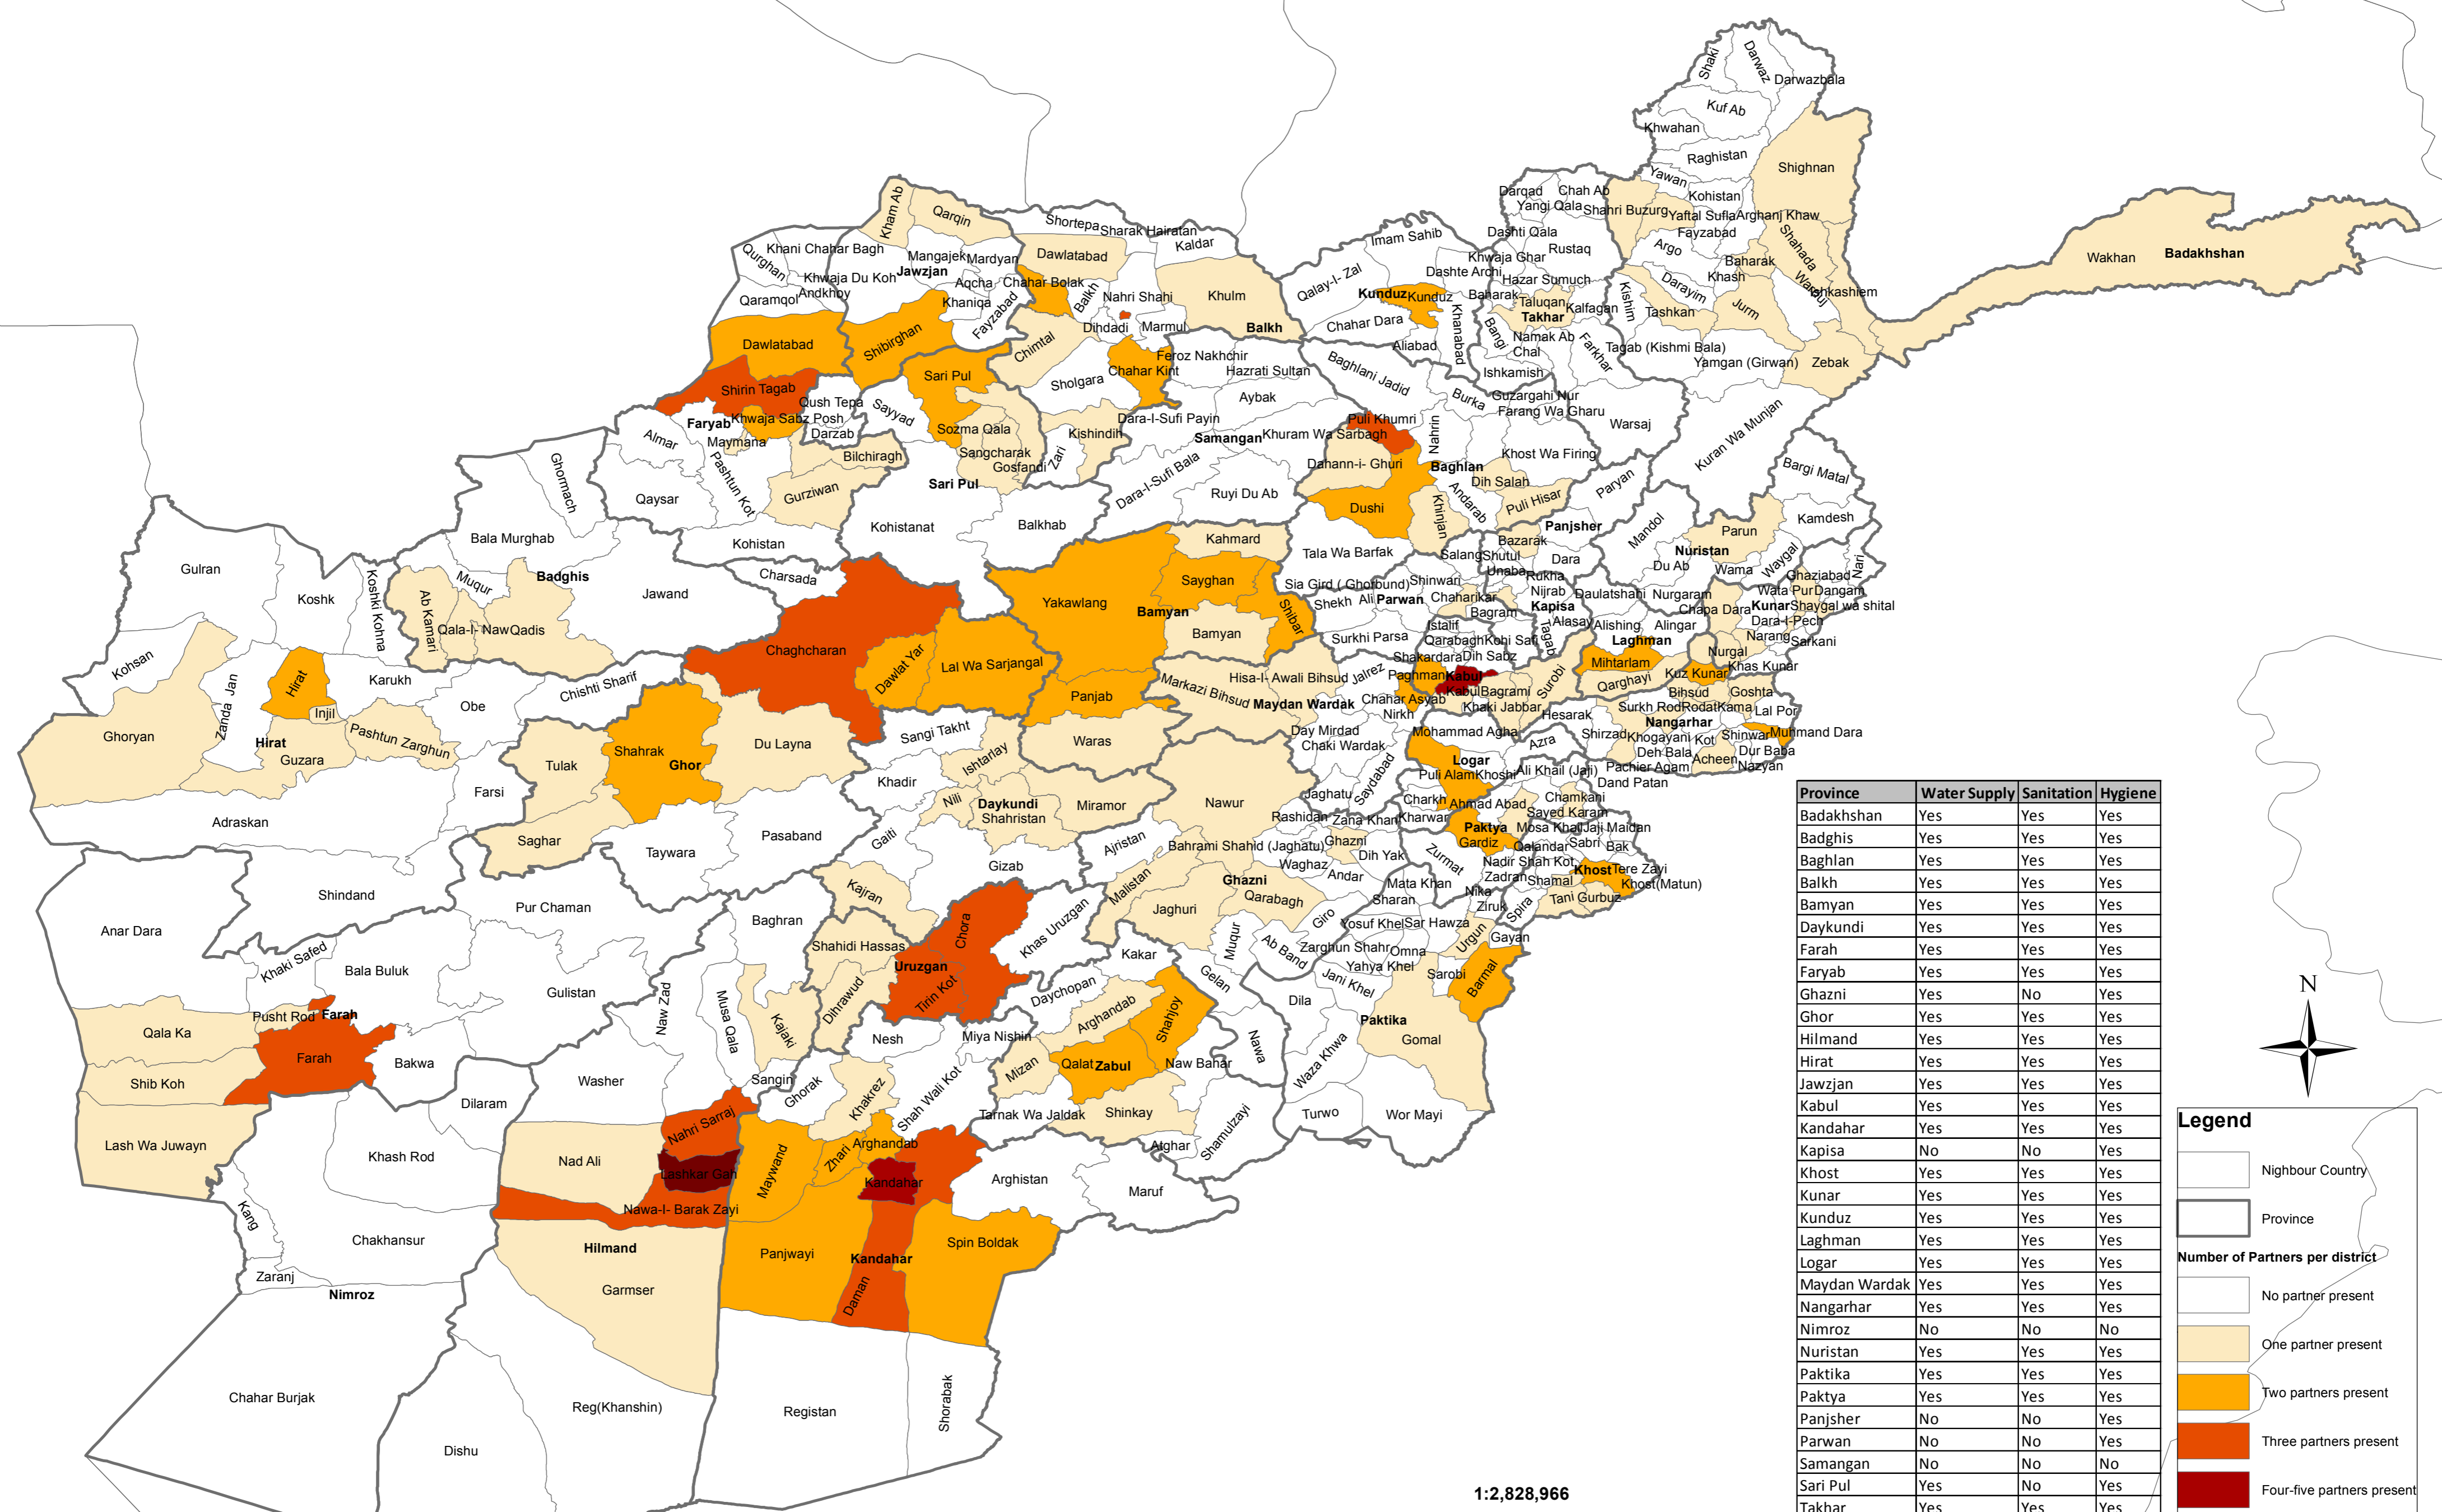 Shaki
Darwaz
Darwazbala
Kuf Ab
Khwahan
Raghistan
Shighnan
Yawan
Kohistan
Darqad
Chah Ab
Yangi Qala
Shahri Buzurg
Yaftal Sufla
Arghanj Khaw
Fayzabad
Shahada
Wakhan
Badakhshan
Kham Ab
Qarqin
Shortepa
Sharak Hairatan
Kaldar
Imam Sahib
Dashti Qala
Rustaq
Khwaja Ghar
Argo
Baharak
Khash
Khani Chahar Bagh
Qurghan
Mangajek
Mardyan
Dawlatabad
Jawzjan
Khwaja Du Koh
Aqcha
Chahar Bolak
Balkh
Nahri Shahi
Khulm
Qalay-I- Zal
Dashte Archi
Hazar Sumuch
Kunduz
Kunduz
Baharak
Taluqan
Takhar
Kalfagan
Kishim
Darayim
Tashkan
Jurm
Qaramqol
Andkhoy
Khaniqa
Fayzabad
Dihdadi
Marmul
Balkh
Chahar Dara
Khanabad
Aliabad
Bangi
Namak Ab
Chal
Farkhar
Tagab (Kishmi Bala)
Yamgan (Girwan)
Zebak
Dawlatabad
Shibirghan
Chimtal
Chahar Kint
Feroz Nakhchir
Hazrati Sultan
Baghlani Jadid
Ishkamish
Shirin Tagab
Sari Pul
Sholgara
Aybak
Burka
Guzargahi Nur
Farang Wa Gharu
Warsaj
Kuran Wa Munjan
Qush Tepa
Sayyad
Khwaja Sabz Posh
Faryab
Darzab
Maymana
Almar
Sozma Qala
Sangcharak
Gosfandi
Zari
Kishindih
Dara-I-Sufi Payin
Samangan
Khuram Wa Sarbagh
Puli Khumri
Nahrin
Dahann-i- Ghuri
Baghlan
Khost Wa Firing
Bilchiragh
Pashtun Kot
Gurziwan
Sari Pul
Dara-I-Sufi Bala
Ruyi Du Ab
Dushi
Dih Salah
Andarab
Puli Hisar
Paryan
Bargi Matal
Ghormach
Qaysar
Kohistanat
Balkhab
Khinjan
Panjsher
Mandol
Kamdesh
Parun
Bala Murghab
Kohistan
Kahmard
Tala Wa Barfak
Bazarak
Salang
Shutul
Dara
Nuristan
Du Ab
Wama
Waygal
Nari
Gulran
Koshk
Koshki Kohna
Muqur
Badghis
Jawand
Charsada
Sayghan
Yakawlang
Bamyan
Shibar
Sia Gird ( Ghorbund)
Shinwari
Unaba
Rukha
Nijrab
Daulatshahi
Nurgaram
Ghaziabad
Wata Pur
Dangam
Shekh Ali
Parwan
Chaharikar
Kapisa
Chapa Dara
Kunar
Shaygal wa shital
Ab Kamari
Qala-I- Naw
Qadis
Bagram
Tagab
Alasay
Alishing
Alingar
Dara-I-Pech
Bamyan
Surkhi Parsa
Istalif
Qarabagh
Kohi Safi
Laghman
Narang
Sarkani
Kohsan
Zanda Jan
Hirat
Karukh
Obe
Chishti Sharif
Chaghcharan
Dawlat Yar
Lal Wa Sarjangal
Panjab
Markazi Bihsud
Hisa-I- Awali Bihsud
Jalrez
Shakardara
Dih Sabz
Mihtarlam
Nurgal
Khas Kunar
Paghman
Kabul
Kabul
Bagrami
Surobi
Qarghayi
Kuz Kunar
Ghoryan
Injil
Hirat
Guzara
Pashtun Zarghun
Maydan Wardak
Chahar Asyab
Nirkh
Khaki Jabbar
Hesarak
Bihsud
Goshta
Surkh Rod
Rodat
Kama
Lal Por
Nangarhar
Tulak
Shahrak
Ghor
Du Layna
Sangi Takht
Waras
Day Mirdad
Chaki Wardak
Mohammad Agha
Azra
Shirzad
Khogayani
Kot
Shinwar
Muhmand Dara
Deh Bala
Dur Baba
Pachier Agam
Acheen
Nazyan
Farsi
Khadir
Ishtarlay
Saydabad
Logar
Puli Alam
Khoshi
Ali Khail (Jaji)
Dand Patan
Adraskan
Nili
Daykundi
Shahristan
Miramor
Nawur
Jaghatu
Charkh
Ahmad Abad
Chamkani
Sayed Karam
Saghar
Taywara
Pasaband
Gaiti
Gizab
Ajristan
Rashidan
Zana Khan
Kharwar
Paktya
Gardiz
Mosa Khail
Jaji Maidan
Bahrami Shahid (Jaghatu)
Ghazni
Dih Yak
Zurmat
Qalandar
Sabri
Bak
Nadir Shah Kot
Shindand
Kajran
Malistan
Waghaz
Andar
Ghazni
Mata Khan
Zadran
Shamal
Khost
Tere Zayi
Khost(Matun)
Pur Chaman
Baghran
Chora
Khas Uruzgan
Jaghuri
Qarabagh
Sharan
Nika
Ziruk
Spira
Tani
Gurbuz
Anar Dara
Khaki Safed
Bala Buluk
Shahidi Hassas
Uruzgan
Tirin Kot
Giro
Muqur
Ab Band
Yosuf Khel
Sar Hawza
Urgun
Gayan
Zarghun Shahr
Omna
Yahya Khel
Sarobi
Barmal
Gulistan
Naw Zad
Musa Qala
Kajaki
Dihrawud
Kakar
Gelan
Jani Khel
Daychopan
Dila
Qala Ka
Pusht Rod
Farah
Farah
Bakwa
Arghandab
Shahjoy
Paktika
Gomal
Nesh
Miya Nishin
Mizan
Qalat
Zabul
Naw Bahar
Nawa
Waza Khwa
Shib Koh
Washer
Sangin
Ghorak
Khakrez
Shah Wali Kot
Dilaram
Tarnak Wa Jaldak
Shinkay
Shamulzayi
Turwo
Wor Mayi
Lash Wa Juwayn
Khash Rod
Nahri Sarraj
Nad Ali
Lashkar Gah
Maywand
Zhari
Arghandab
Atghar
Kandahar
Arghistan
Maruf
Kang
Nawa-I- Barak Zayi
Chakhansur
Hilmand
Panjwayi
Kandahar
Daman
Spin Boldak
Zaranj
Nimroz
Garmser
Chahar Burjak
Dishu
Reg(Khanshin)
Registan
Shorabak
1:2,828,966
Province Water Supply Sanitation Hygiene
Badakhshan Yes Yes Yes
Badghis Yes Yes Yes
Baghlan Yes Yes Yes
Balkh Yes Yes Yes
Bamyan Yes Yes Yes
Daykundi Yes Yes Yes
Farah Yes Yes Yes
Faryab Yes Yes Yes
Ghazni Yes No Yes
Ghor Yes Yes Yes
Hilmand Yes Yes Yes
Hirat Yes Yes Yes
Jawzjan Yes Yes Yes
Kabul Yes Yes Yes
Kandahar Yes Yes Yes
Kapisa No No Yes
Khost Yes Yes Yes
Kunar Yes Yes Yes
Kunduz Yes Yes Yes
Laghman Yes Yes Yes
Logar Yes Yes Yes
Maydan Wardak Yes Yes Yes
Nangarhar Yes Yes Yes
Nimroz No No No
Nuristan Yes Yes Yes
Paktika Yes Yes Yes
Paktya Yes Yes Yes
Panjsher No No Yes
Parwan No No Yes
Samangan No No No
Sari Pul Yes No Yes
Takhar Yes Yes Yes
N
Legend
Nighbour Country
Province
Number of Partners per district
No partner present
One partner present
Two partners present
Three partners present
Four-five partners present